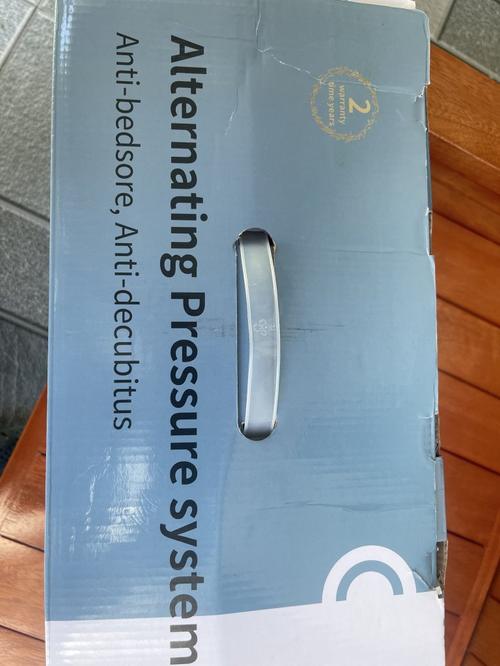 2
warranty
time years
Alternating Pressure system
Anti-bedsore, Anti-decubitus